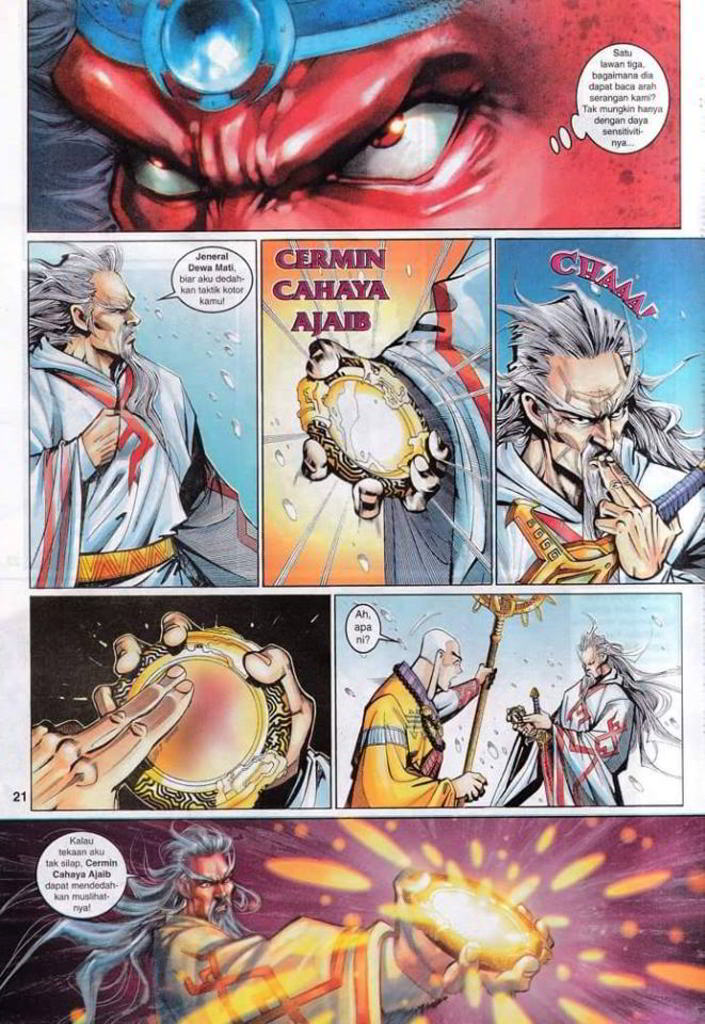 Satu
lawan tiga,
bagaimana dia
dapat baca arah
serangan kami?
Tak mungkin hanya
dengan daya
sensitiviti-
nya...
Jeneral
Dewa Mati,
biar aku dedah-
kan taktik kotor
kamu!
CERMIN
CAHAYA
AJAIB
CHAAA!
Ah,
apa
ni?
21
Kalau
tekaan aku
tak silap, Cermin
Cahaya Ajaib
dapat mendedah-
kan muslihat-
nya!